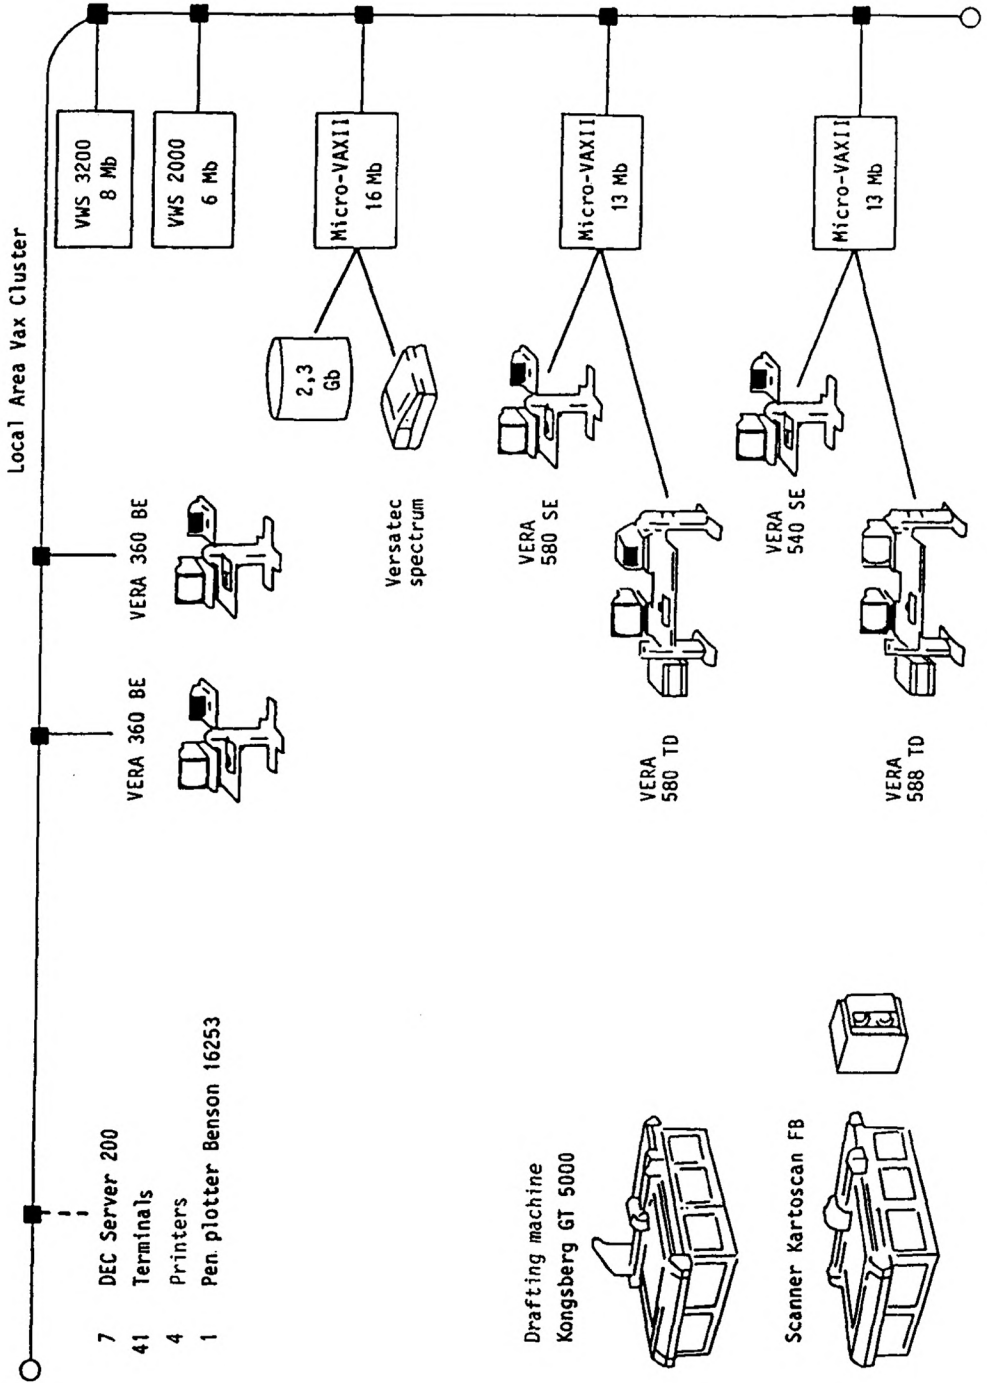 Local Area Vax Cluster
7 DEC Server 200
41 Terminals
4 Printers
1 Pen plotter Benson 16253
VERA 360 BE
VERA 360 BE
VWS 3200
8 Mb
VWS 2000
6 Mb
Micro-VAXII
16 Mb
2,3
Gb
Versatec
spectrum
Micro-VAXII
13 Mb
VERA
580 SE
VERA
580 TD
Micro-VAXII
13 Mb
VERA
540 SE
VERA
588 TD
Drafting machine
Kongsberg GT 5000
Scanner Kartoscan FB